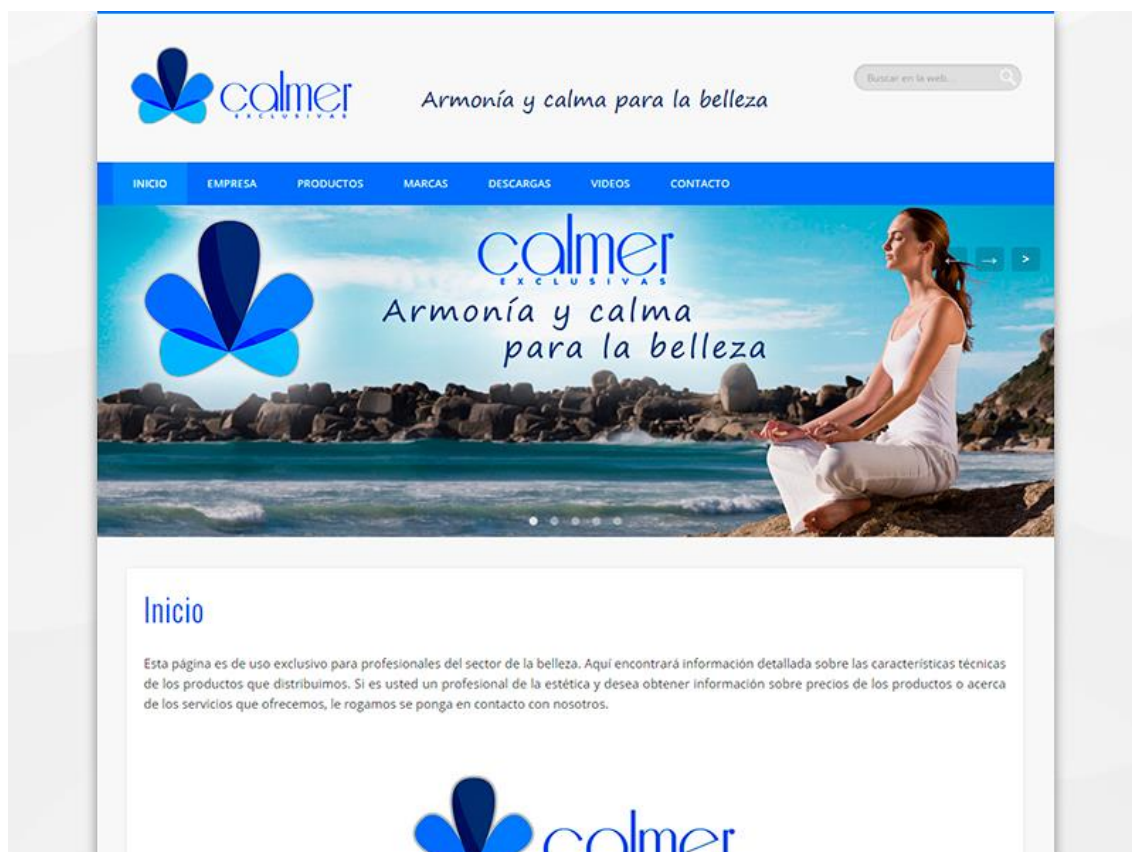 calmer
EXCLUSIVAS
Armonía y calma para la belleza
Buscar en la web...
INICIO EMPRESA PRODUCTOS MARCAS DESCARGAS VIDEOS CONTACTO
calmer
EXCLUSIVAS
Armonía y calma
para la belleza
Inicio
Esta página es de uso exclusivo para profesionales del sector de la belleza. Aquí encontrará información detallada sobre las características técnicas
de los productos que distribuimos. Si es usted un profesional de la estética y desea obtener información sobre precios de los productos o acerca
de los servicios que ofrecemos, le rogamos se ponga en contacto con nosotros.
calmer